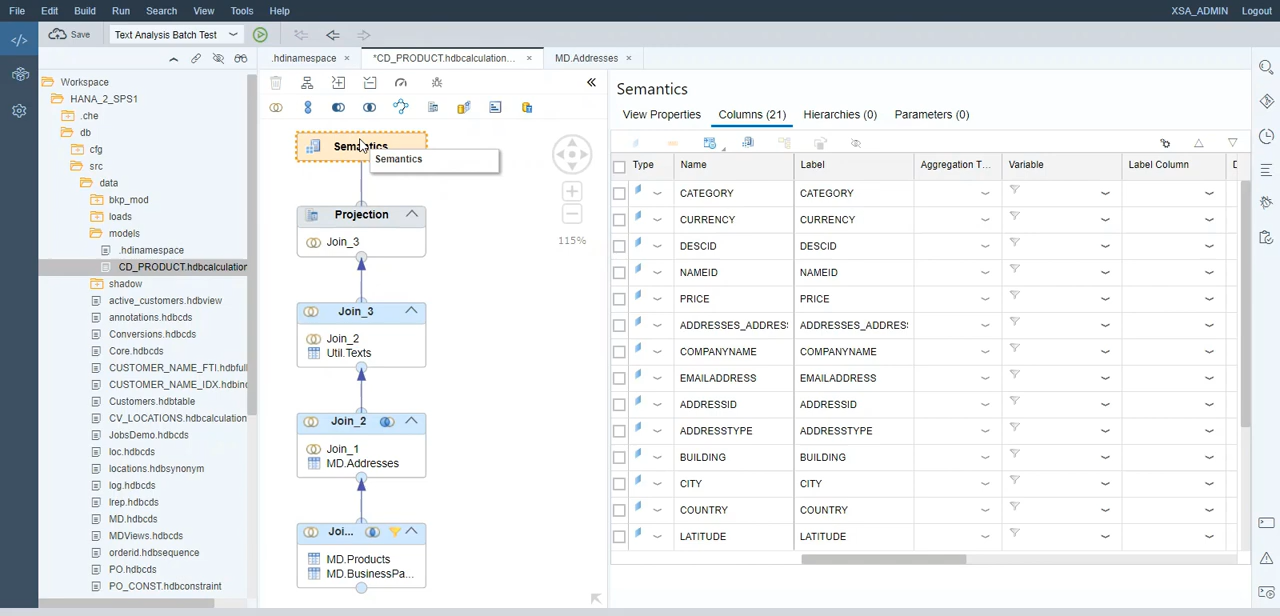 File Edit Build Run Search View Tools Help XSA_ADMIN Logout
Save Text Analysis Batch Test
.hdinamespace × *CD_PRODUCT.hdbcalculation... × MD.Addresses ×
Workspace
HANA_2_SPS1
.che
db
cfg
src
data
bkp_mod
loads
models
.hdinamespace
CD_PRODUCT.hdbcalculation
shadow
active_customers.hdbview
annotations.hdbcds
Conversions.hdbcds
Core.hdbcds
CUSTOMER_NAME_FTI.hdbfull
CUSTOMER_NAME_IDX.hdbind
Customers.hdbtable
CV_LOCATIONS.hdbcalculation
JobsDemo.hdbcds
loc.hdbcds
locations.hdbsynonym
log.hdbcds
lrep.hdbcds
MD.hdbcds
MDViews.hdbcds
orderid.hdbsequence
PO.hdbcds
PO_CONST.hdbconstraint
Semantics
Semantics
Projection
Join_3
Join_3
Join_2
Util.Texts
Join_2
Join_1
MD.Addresses
Joi...
MD.Products
MD.BusinessPa...
115%
Semantics
View Properties Columns (21) Hierarchies (0) Parameters (0)
Type Name Label Aggregation T... Variable Label Column D
CATEGORY CATEGORY
CURRENCY CURRENCY
DESCID DESCID
NAMEID NAMEID
PRICE PRICE
ADDRESSES_ADDRES ADDRESSES_ADDRES
COMPANYNAME COMPANYNAME
EMAILADDRESS EMAILADDRESS
ADDRESSID ADDRESSID
ADDRESSTYPE ADDRESSTYPE
BUILDING BUILDING
CITY CITY
COUNTRY COUNTRY
LATITUDE LATITUDE